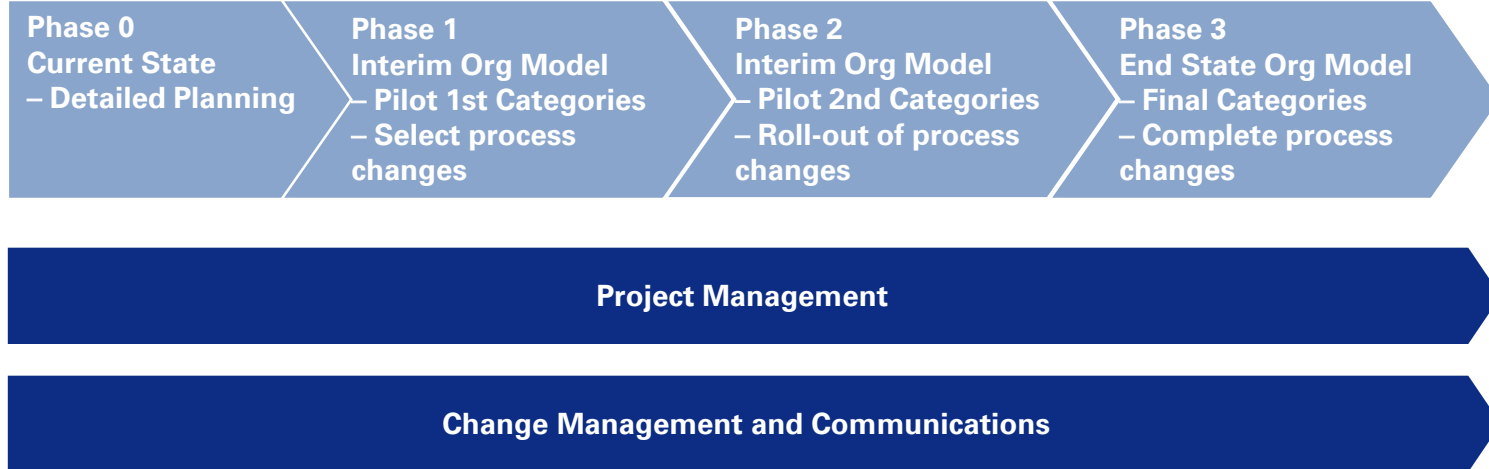 Phase 0
Current State
– Detailed Planning
Phase 1
Interim Org Model
– Pilot 1st Categories
– Select process
changes
Phase 2
Interim Org Model
– Pilot 2nd Categories
– Roll-out of process
changes
Phase 3
End State Org Model
– Final Categories
– Complete process
changes
Project Management
Change Management and Communications